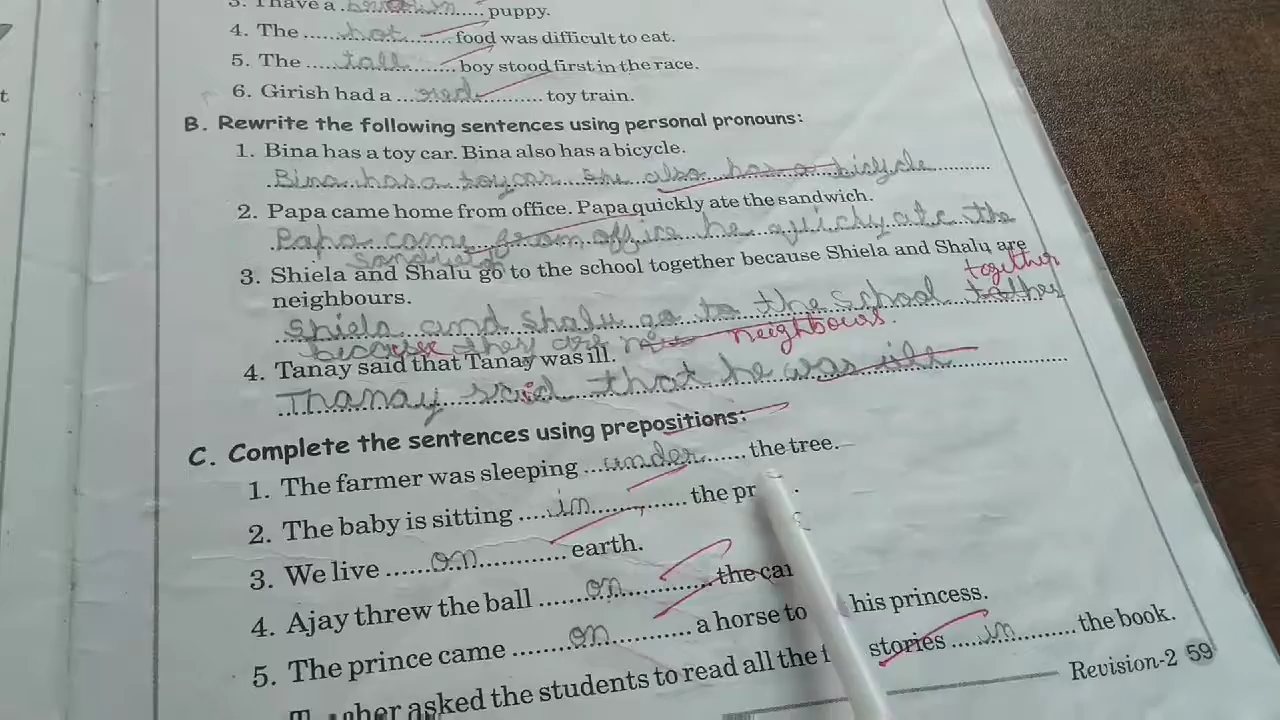 3. I have a ............ puppy.
4. The ...... hot ...... food was difficult to eat.
5. The ...... tall ...... boy stood first in the race.
6. Girish had a ... red ............ toy train.
B. Rewrite the following sentences using personal pronouns:
1. Bina has a toy car. Bina also has a bicycle.
Bina has a toy car she also has a bicycle
2. Papa came home from office. Papa quickly ate the sandwich.
Papa came from office he quickly ate the
3. Shiela and Shalu go to the school together because Shiela and Shalu are
together
neighbours.
Shiela and Shalu go to the school
because they are neighbours.
4. Tanay said that Tanay was ill.
Thanay said that he was ill
C. Complete the sentences using prepositions:
1. The farmer was sleeping ... under ...... the tree.
2. The baby is sitting .... in ............ the pr
3. We live ...... on ............ earth.
4. Ajay threw the ball ...... on ............ the car
5. The prince came ...... on ............ a horse to his princess.
asked the students to read all the stories .... in ......... the book.
Revision-2 59